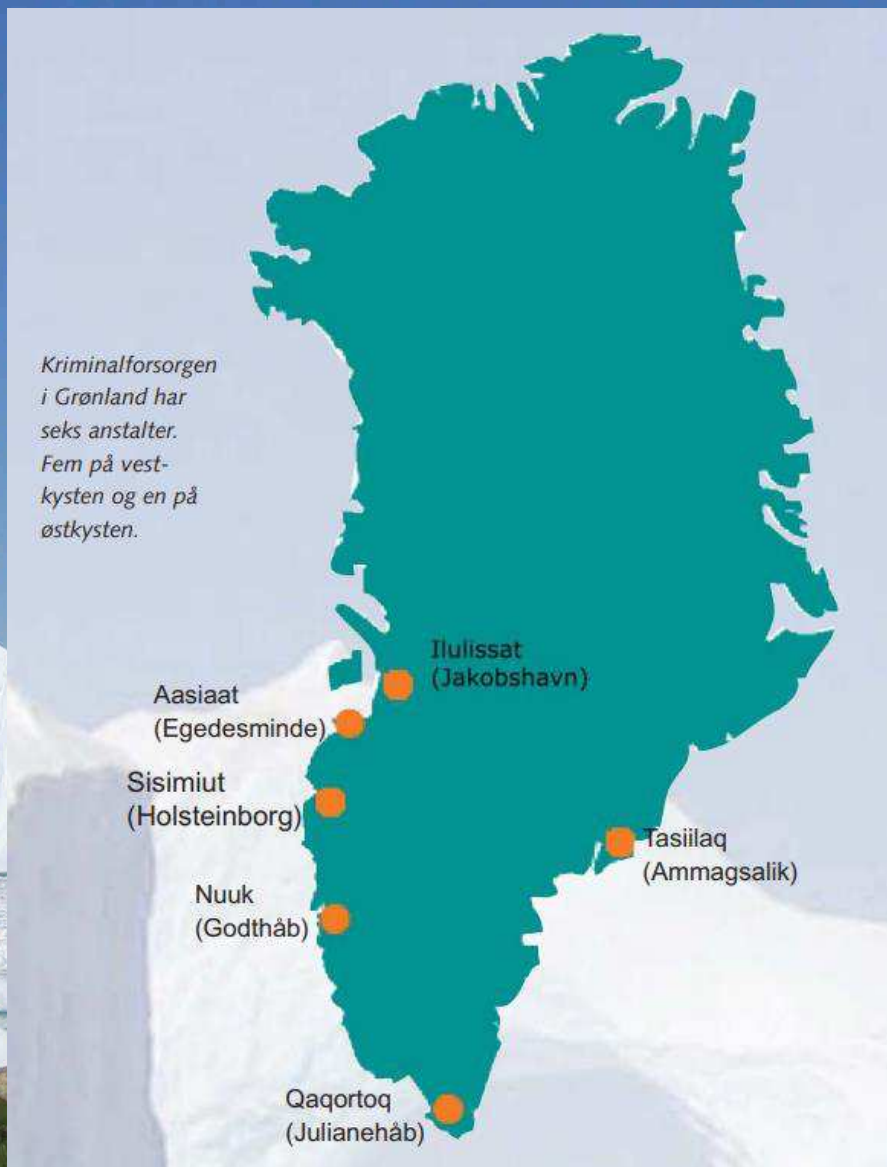 Kriminalforsorgen
i Grønland har
seks anstalter.
Fem på vest-
kysten og en på
østkysten.
Ilulissat
(Jakobshavn)
Aasiaat
(Egedesminde)
Sisimiut
(Holsteinborg)
Tasiilaq
(Ammagsalik)
Nuuk
(Godthåb)
Qaqortoq
(Julianehåb)